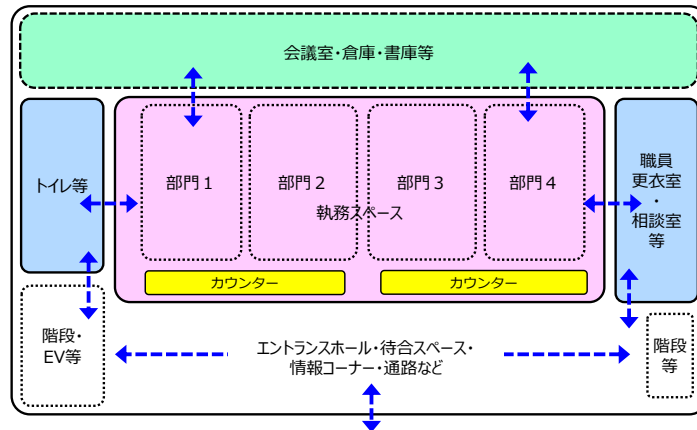 会議室・倉庫・書庫等
トイレ等
部門１
部門２
部門３
部門４
執務スペース
職員
更衣室
・
相談室
等
カウンター
カウンター
階段・
EV等
エントランスホール・待合スペース・
情報コーナー・通路など
階段
等